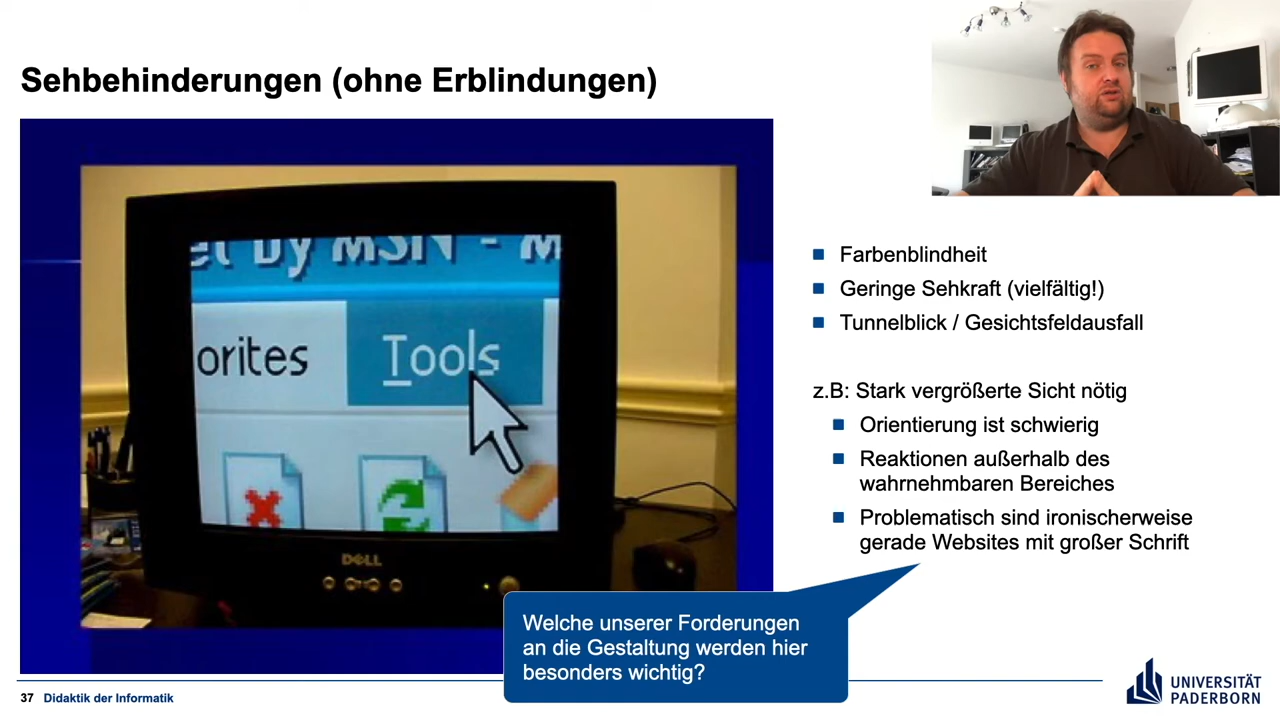 Sehbehinderungen (ohne Erblindungen)
et by MSN - M
orites
Tools
DELL
Farbenblindheit
Geringe Sehkraft (vielfältig!)
Tunnelblick / Gesichtsfeldausfall
z.B: Stark vergrößerte Sicht nötig
Orientierung ist schwierig
Reaktionen außerhalb des
wahrnehmbaren Bereiches
Problematisch sind ironischerweise
gerade Websites mit großer Schrift
Welche unserer Forderungen
an die Gestaltung werden hier
besonders wichtig?
37 Didaktik der Informatik
UNIVERSITÄT
PADERBORN